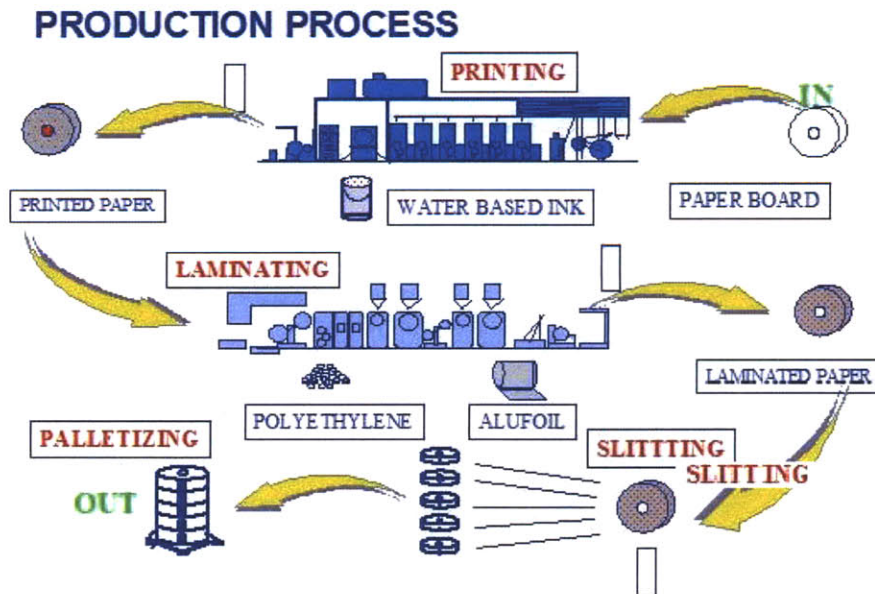 PRODUCTION PROCESS
PRINTING
IN
PRINTED PAPER
WATER BASED INK
PAPER BOARD
LAMINATING
LAMINATED PAPER
POLYETHYLENE
ALUFOIL
PALLETIZING
SLITTTING
SLITTING
OUT